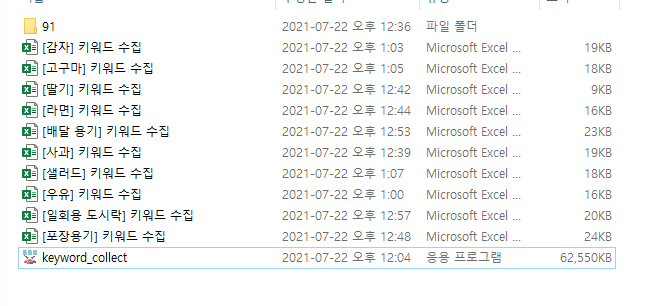 91 2021-07-22 오후 12:36 파일 폴더
[감자] 키워드 수집 2021-07-22 오후 1:03 Microsoft Excel ... 19KB
[고구마] 키워드 수집 2021-07-22 오후 1:05 Microsoft Excel ... 18KB
[딸기] 키워드 수집 2021-07-22 오후 12:42 Microsoft Excel ... 9KB
[라면] 키워드 수집 2021-07-22 오후 12:44 Microsoft Excel ... 16KB
[배달 용기] 키워드 수집 2021-07-22 오후 12:53 Microsoft Excel ... 23KB
[사과] 키워드 수집 2021-07-22 오후 12:39 Microsoft Excel ... 19KB
[샐러드] 키워드 수집 2021-07-22 오후 1:07 Microsoft Excel ... 18KB
[우유] 키워드 수집 2021-07-22 오후 1:00 Microsoft Excel ... 16KB
[일회용 도시락] 키워드 수집 2021-07-22 오후 12:57 Microsoft Excel ... 20KB
[포장용기] 키워드 수집 2021-07-22 오후 12:48 Microsoft Excel ... 24KB
keyword_collect 2021-07-22 오후 12:04 응용 프로그램 62,550KB